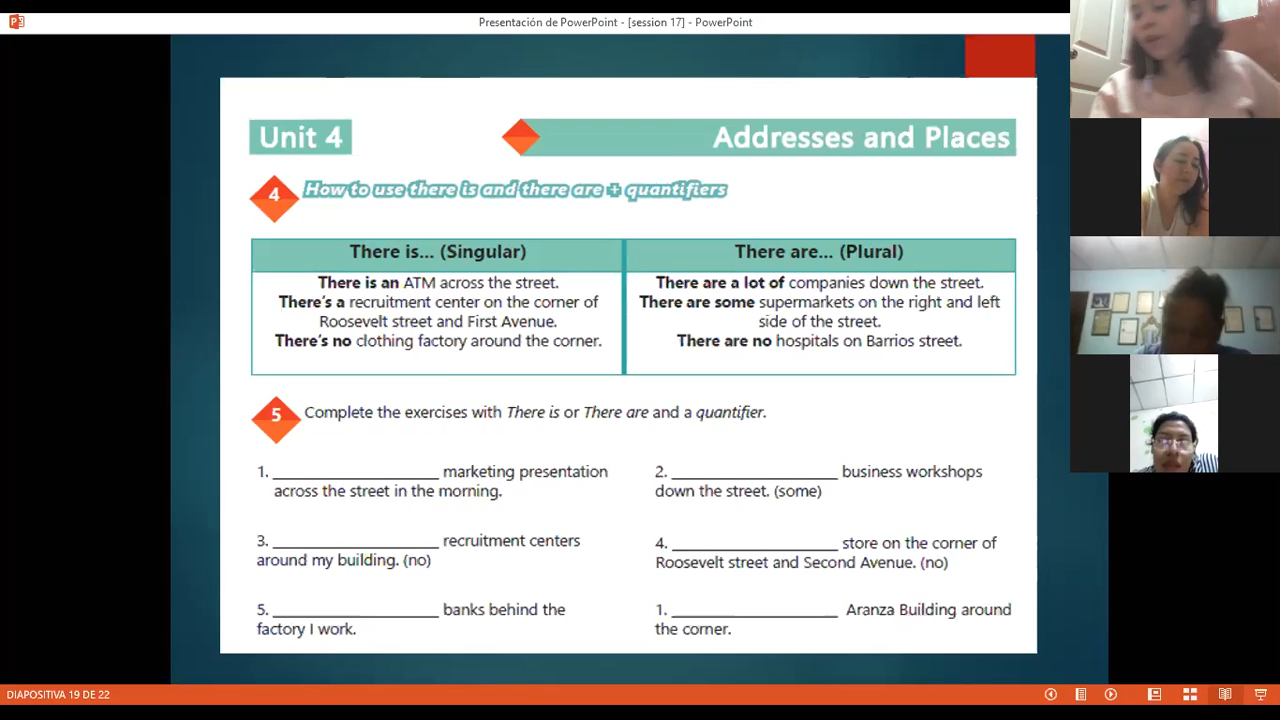 Presentación de PowerPoint - [session 17] - PowerPoint
Unit 4
Addresses and Places
4
How to use there is and there are + quantifiers
There is... (Singular)
There is an ATM across the street.
There's a recruitment center on the corner of
Roosevelt street and First Avenue.
There's no clothing factory around the corner.
There are... (Plural)
There are a lot of companies down the street.
There are some supermarkets on the right and left
side of the street.
There are no hospitals on Barrios street.
5
Complete the exercises with There is or There are and a quantifier.
1. __________________ marketing presentation
across the street in the morning.
2. __________________ business workshops
down the street. (some)
3. __________________ recruitment centers
around my building. (no)
4. __________________ store on the corner of
Roosevelt street and Second Avenue. (no)
5. __________________ banks behind the
factory I work.
1. __________________ Aranza Building around
the corner.
DIAPOSITIVA 19 DE 22